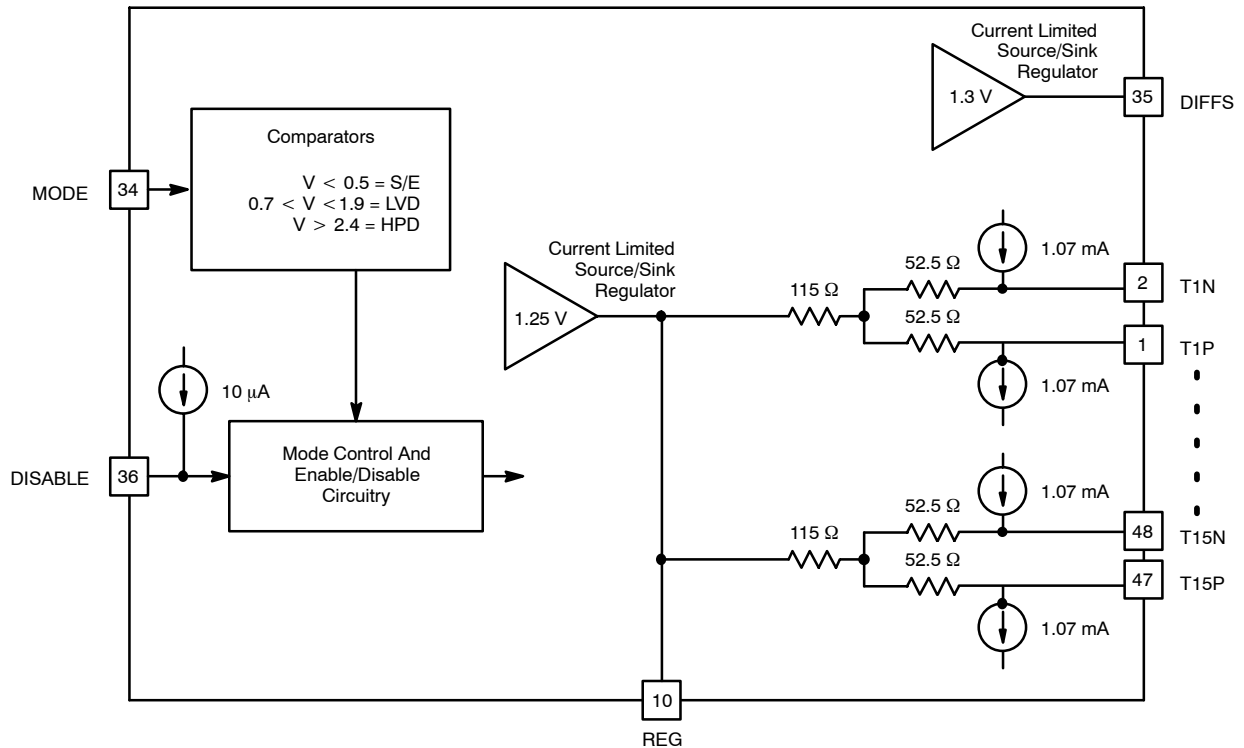 Current Limited
Source/Sink
Regulator
1.3 V
35
DIFFS
Comparators
V < 0.5 = S/E
0.7 < V <1.9 = LVD
V > 2.4 = HPD
MODE
34
Current Limited
Source/Sink
Regulator
1.25 V
115 Ω
52.5 Ω
1.07 mA
2
T1N
52.5 Ω
1
T1P
1.07 mA
10 μA
DISABLE
36
Mode Control And
Enable/Disable
Circuitry
115 Ω
52.5 Ω
1.07 mA
48
T15N
52.5 Ω
47
T15P
1.07 mA
10
REG